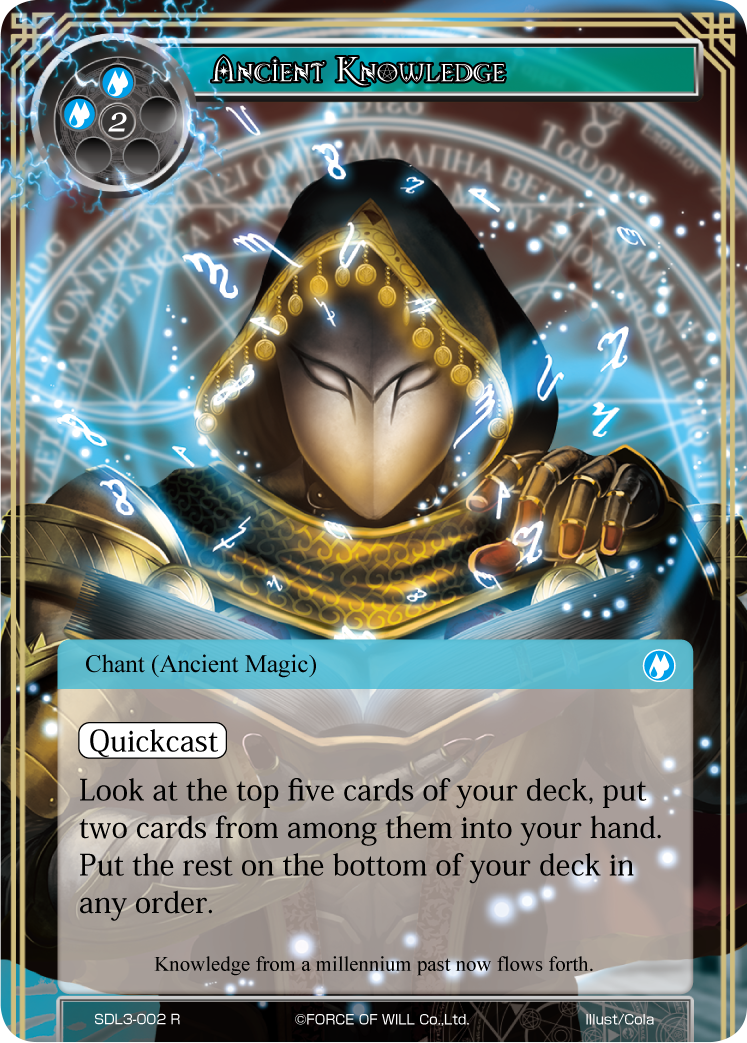 Ancient Knowledge
2
Taurus
Chant (Ancient Magic)
Quickcast
Look at the top five cards of your deck, put
two cards from among them into your hand.
Put the rest on the bottom of your deck in
any order.
Knowledge from a millennium past now flows forth.
SDL3-002 R ©FORCE OF WILL Co.,Ltd. Illust/Cola